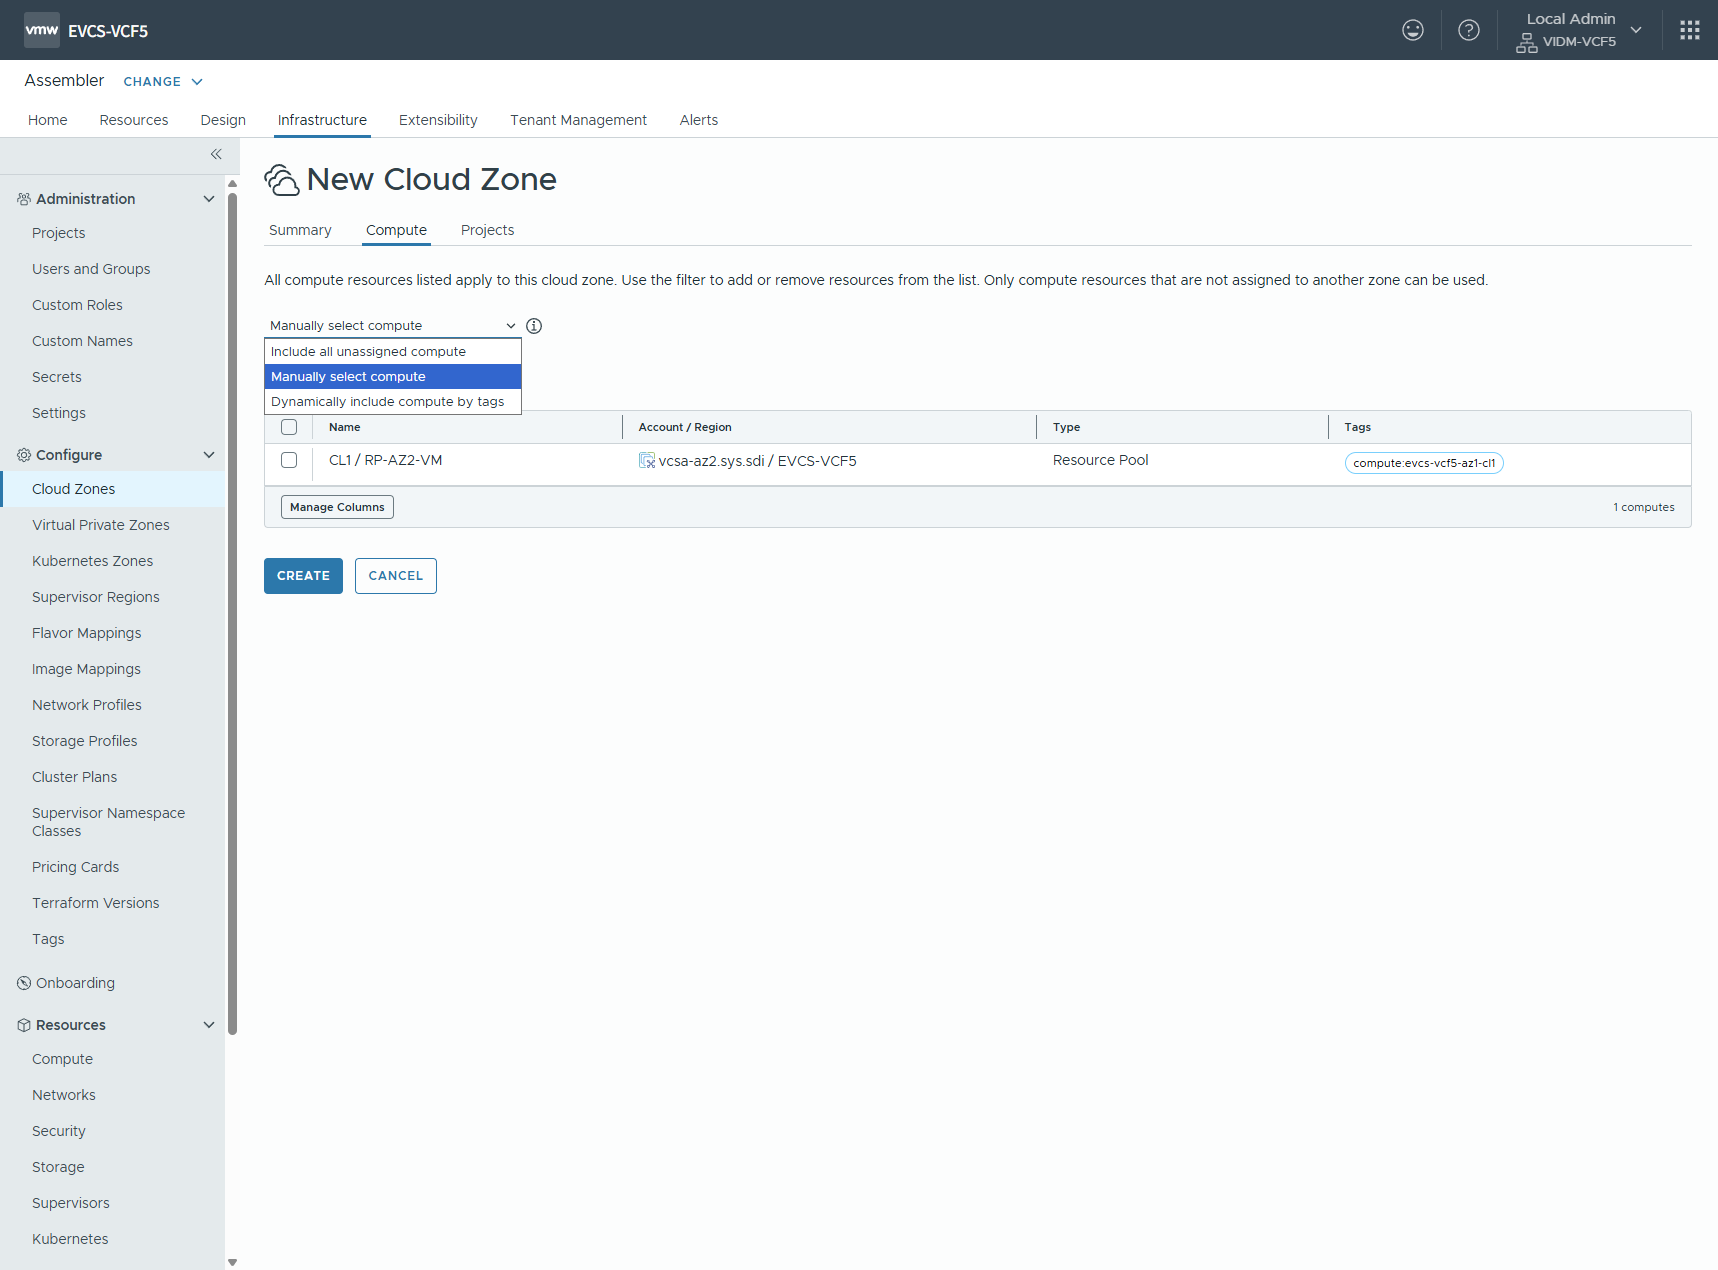 vmw EVCS-VCF5
Local Admin
VIDM-VCF5
Assembler CHANGE
Home Resources Design Infrastructure Extensibility Tenant Management Alerts
Administration
Projects
Users and Groups
Custom Roles
Custom Names
Secrets
Settings
Configure
Cloud Zones
Virtual Private Zones
Kubernetes Zones
Supervisor Regions
Flavor Mappings
Image Mappings
Network Profiles
Storage Profiles
Cluster Plans
Supervisor Namespace
Classes
Pricing Cards
Terraform Versions
Tags
Onboarding
Resources
Compute
Networks
Security
Storage
Supervisors
Kubernetes
New Cloud Zone
Summary Compute Projects
All compute resources listed apply to this cloud zone. Use the filter to add or remove resources from the list. Only compute resources that are not assigned to another zone can be used.
Manually select compute
Include all unassigned compute
Manually select compute
Dynamically include compute by tags
Name Account / Region Type Tags
CL1 / RP-AZ2-VM vcsa-az2.sys.sdi / EVCS-VCF5 Resource Pool compute:evcs-vcf5-az1-cl1
Manage Columns 1 computes
CREATE CANCEL